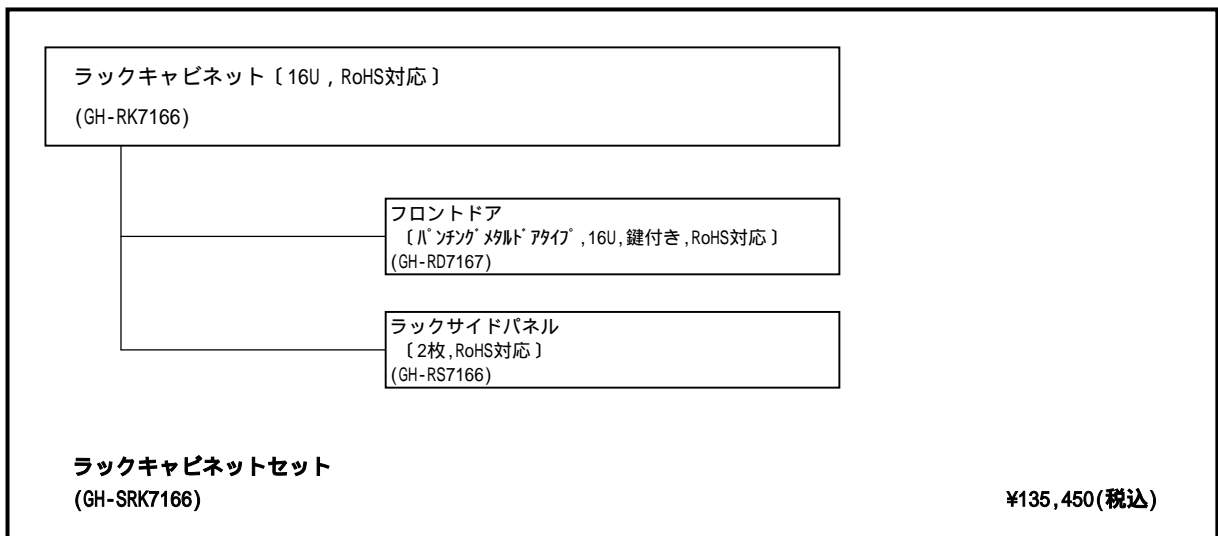 ラックキャビネット〔16U，RoHS対応〕
(GH-RK7166)
フロントドア
〔ﾊﾟﾝﾁﾝｸﾞﾒﾀﾙﾄﾞｱﾀｲﾌﾟ,16U,鍵付き,RoHS対応〕
(GH-RD7167)
ラックサイドパネル
〔2枚,RoHS対応〕
(GH-RS7166)
ラックキャビネットセット
(GH-SRK7166) ¥135,450(税込)